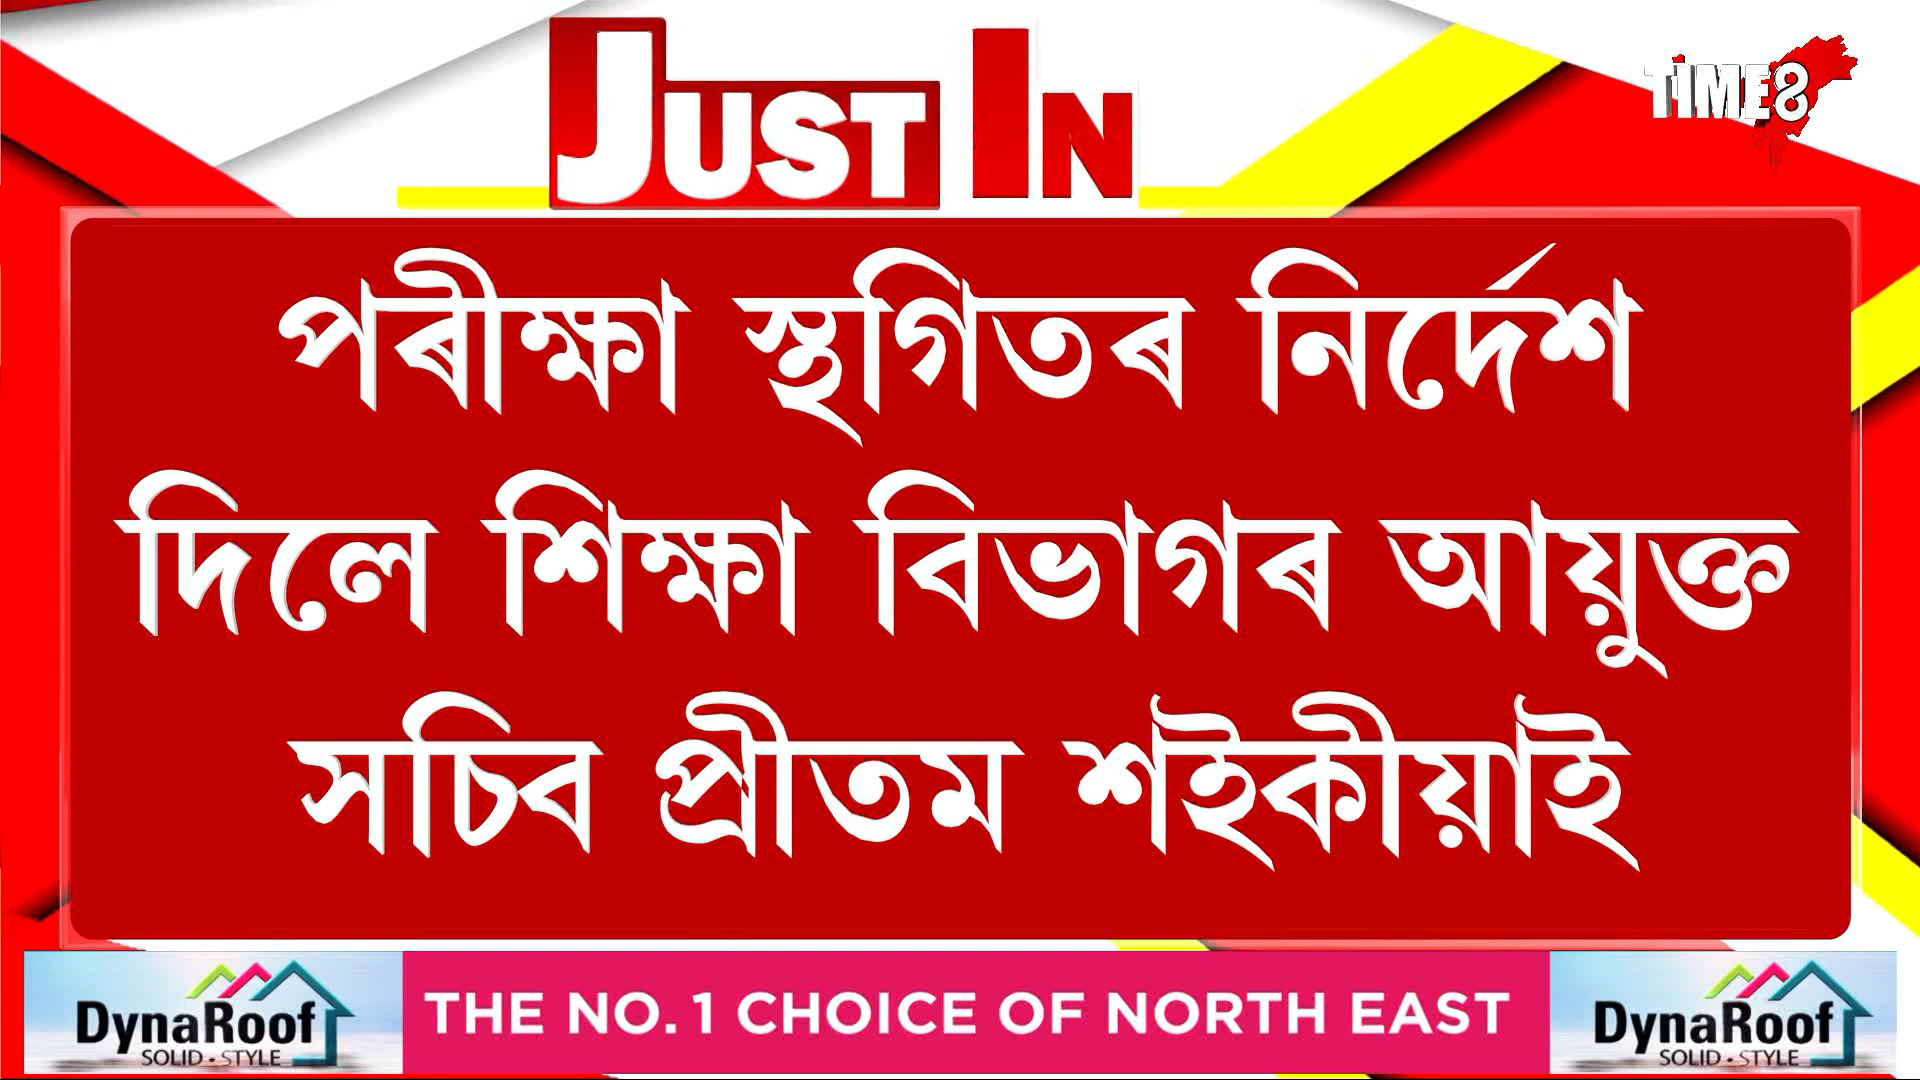 JUST IN
TIME8
পৰীক্ষা স্থগিতৰ নিৰ্দেশ
দিলে শিক্ষা বিভাগৰ আয়ুক্ত
সচিব প্ৰীতম শইকীয়াই
DynaRoof
SOLID • STYLE
THE NO. 1 CHOICE OF NORTH EAST
DynaRoof
SOLID • STYLE